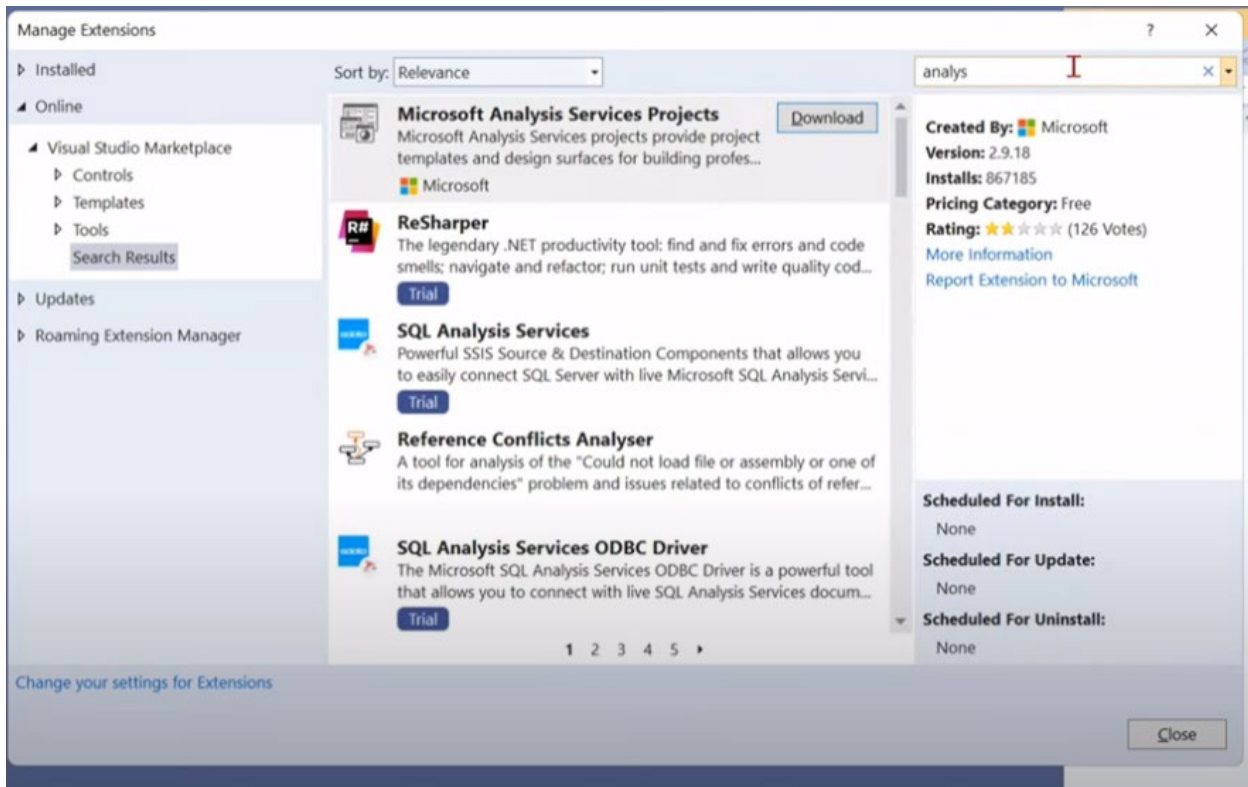 Manage Extensions
?
Installed
Online
Visual Studio Marketplace
Controls
Templates
Tools
Search Results
Updates
Roaming Extension Manager
Sort by: Relevance
Microsoft Analysis Services Projects
Download
Microsoft Analysis Services projects provide project
templates and design surfaces for building profes...
Microsoft
R#
ReSharper
The legendary .NET productivity tool: find and fix errors and code
smells; navigate and refactor; run unit tests and write quality cod...
Trial
SQL Analysis Services
Powerful SSIS Source & Destination Components that allows you
to easily connect SQL Server with live Microsoft SQL Analysis Servi...
Trial
Reference Conflicts Analyser
A tool for analysis of the "Could not load file or assembly or one of
its dependencies" problem and issues related to conflicts of refer...
SQL Analysis Services ODBC Driver
The Microsoft SQL Analysis Services ODBC Driver is a powerful tool
that allows you to connect with live SQL Analysis Services docum...
Trial
1 2 3 4 5
analys
Created By: Microsoft
Version: 2.9.18
Installs: 867185
Pricing Category: Free
Rating: (126 Votes)
More Information
Report Extension to Microsoft
Scheduled For Install:
None
Scheduled For Update:
None
Scheduled For Uninstall:
None
Change your settings for Extensions
Close